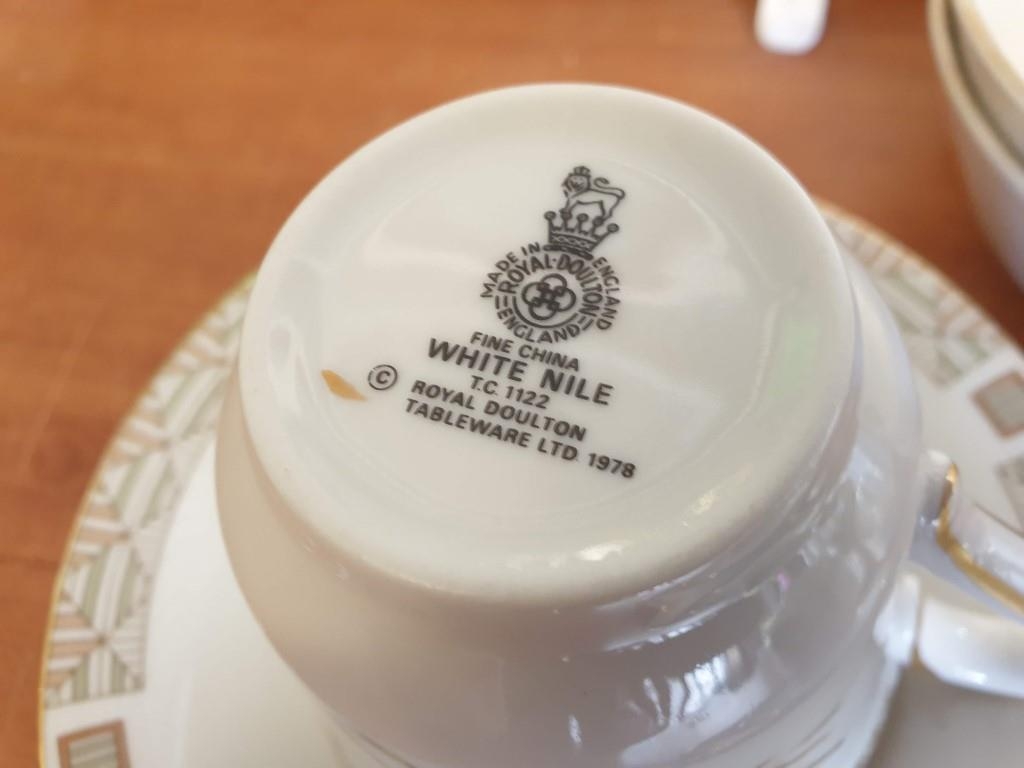 MADE IN ENGLAND
ROYAL·DOULTON
ENGLAND
FINE CHINA
WHITE NILE
T.C. 1122
© ROYAL DOULTON
TABLEWARE LTD. 1978